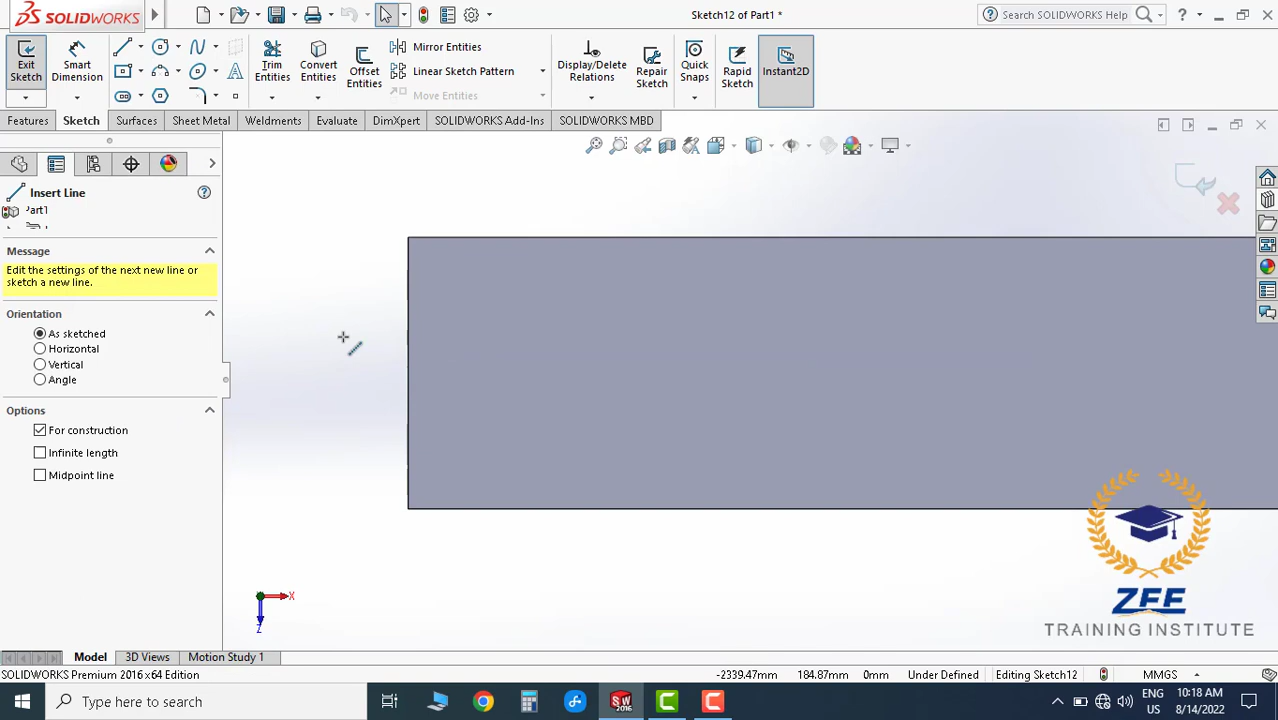 SOLIDWORKS
Sketch12 of Part1 *
Search SOLIDWORKS
?
Exit Sketch
Smart Dimension
Trim Entities
Convert Entities
Offset Entities
Mirror Entities
Linear Sketch Pattern
Move Entities
Display/Delete Relations
Repair Sketch
Quick Snaps
Rapid Sketch
Instant2D
Features
Sketch
Surfaces
Sheet Metal
Weldments
Evaluate
DimXpert
SOLIDWORKS Add-Ins
SOLIDWORKS MBD
Insert Line
?
Part1
Message
Edit the settings of the next new line or
sketch a new line.
Orientation
As sketched
Horizontal
Vertical
Angle
Options
For construction
Infinite length
Midpoint line
X
Z
ZFE
TRAINING INSTITUTE
Model
3D Views
Motion Study 1
SOLIDWORKS Premium 2016 x64 Edition
-2339.47mm
184.87mm
0mm
Under Defined
Editing Sketch12
MMGS
Type here to search
SW
2016
ENG
US
10:18 AM
8/14/2022